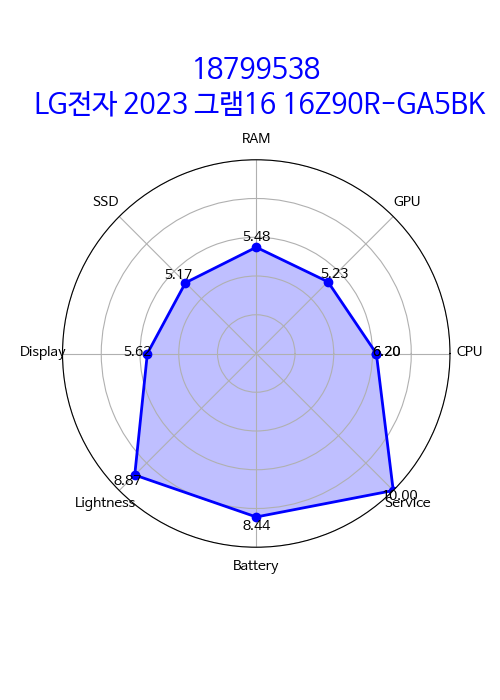 18799538
LG전자 2023 그램16 16Z90R-GA5BK
RAM
SSD
GPU
5.48
5.17
5.23
Display
5.63
6.20
CPU
8.87
Lightness
10.00
Service
8.44
Battery